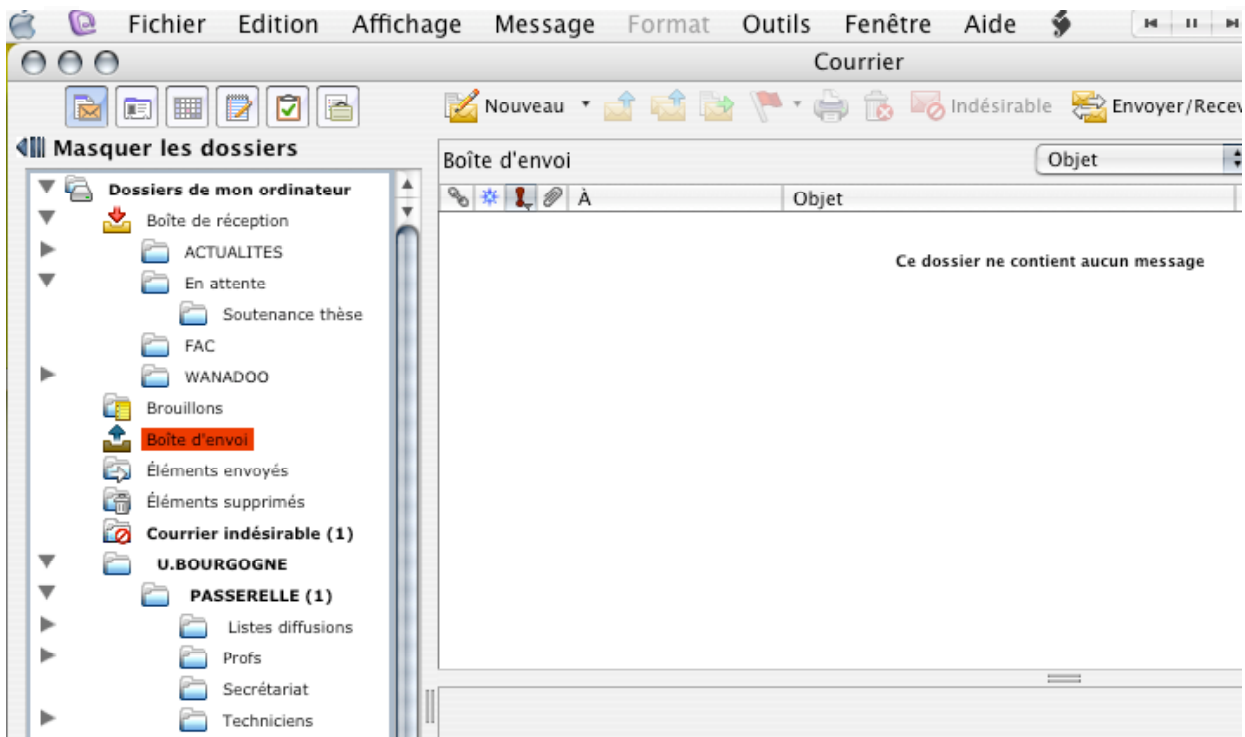 Fichier Edition Affichage Message Format Outils Fenêtre Aide
Courrier
Nouveau Indésirable Envoyer/Recev
Masquer les dossiers
Boîte d'envoi Objet
À Objet
Ce dossier ne contient aucun message
Dossiers de mon ordinateur
Boîte de réception
ACTUALITES
En attente
Soutenance thèse
FAC
WANADOO
Brouillons
Boîte d'envoi
Éléments envoyés
Éléments supprimés
Courrier indésirable (1)
U.BOURGOGNE
PASSERELLE (1)
Listes diffusions
Profs
Secrétariat
Techniciens